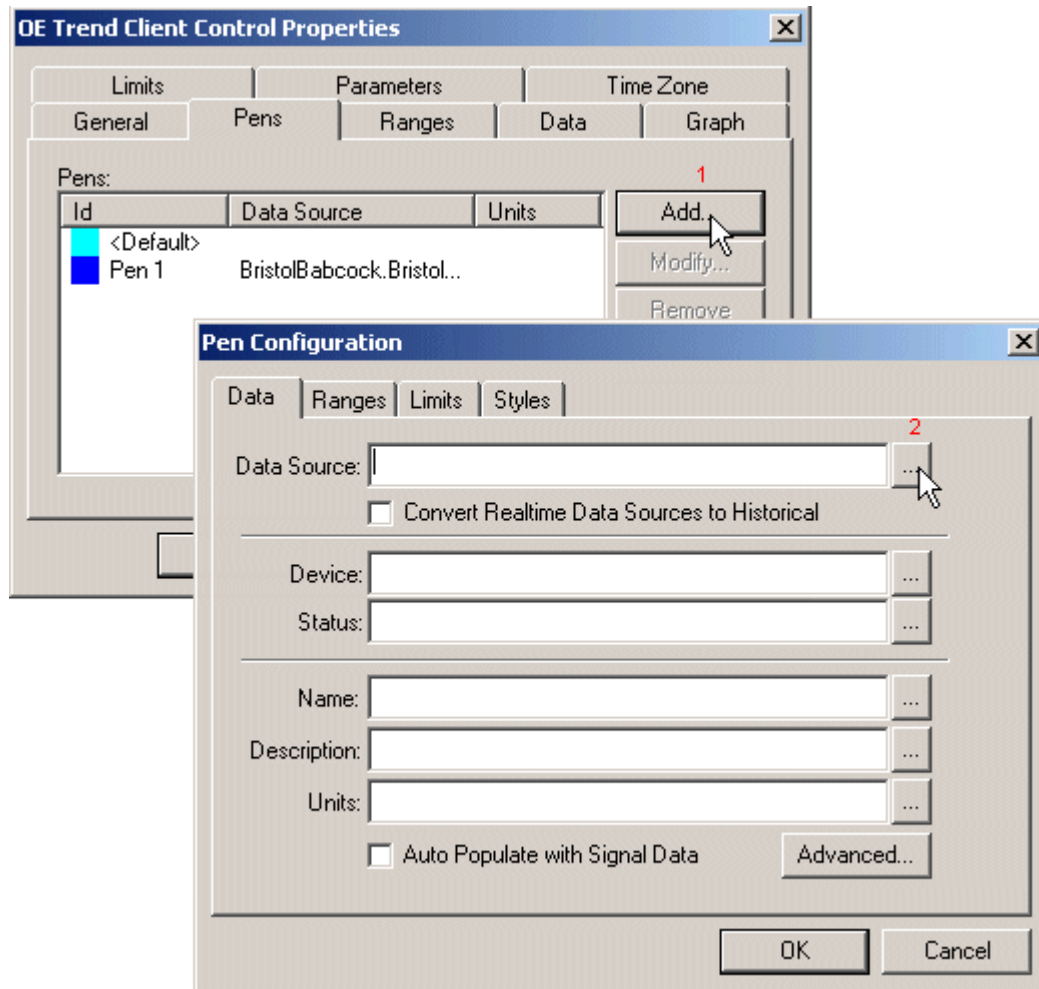 OE Trend Client Control Properties
Limits Parameters Time Zone
General Pens Ranges Data Graph
Pens:
1
Id Data Source Units
Add...
<Default>
Pen 1 BristolBabcock.Bristol...
Modify...
Remove
Pen Configuration
Data Ranges Limits Styles
2
Data Source: ...
Convert Realtime Data Sources to Historical
Device: ...
Status: ...
Name: ...
Description: ...
Units: ...
Auto Populate with Signal Data Advanced...
OK Cancel